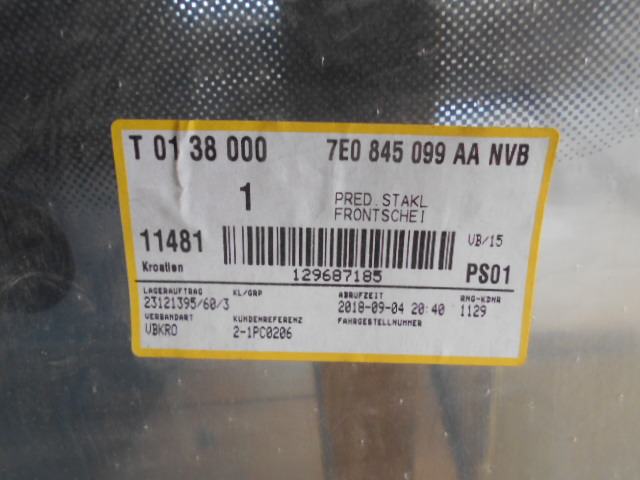 T 01 38 000 7E0 845 099 AA NVB
1 PRED.STAKL
FRONTSCHEI
11481 VB/15
Kroatien 129687185 PS01
LAGERAUFTRAG KL/GRP ABRUFZEIT RNG-KDNR
23121395/60/3 2018-09-04 20:40 1129
VERSANDART KUNDENREFERENZ FAHRGESTELLNUMMER
VBKRO 2-1PC0206